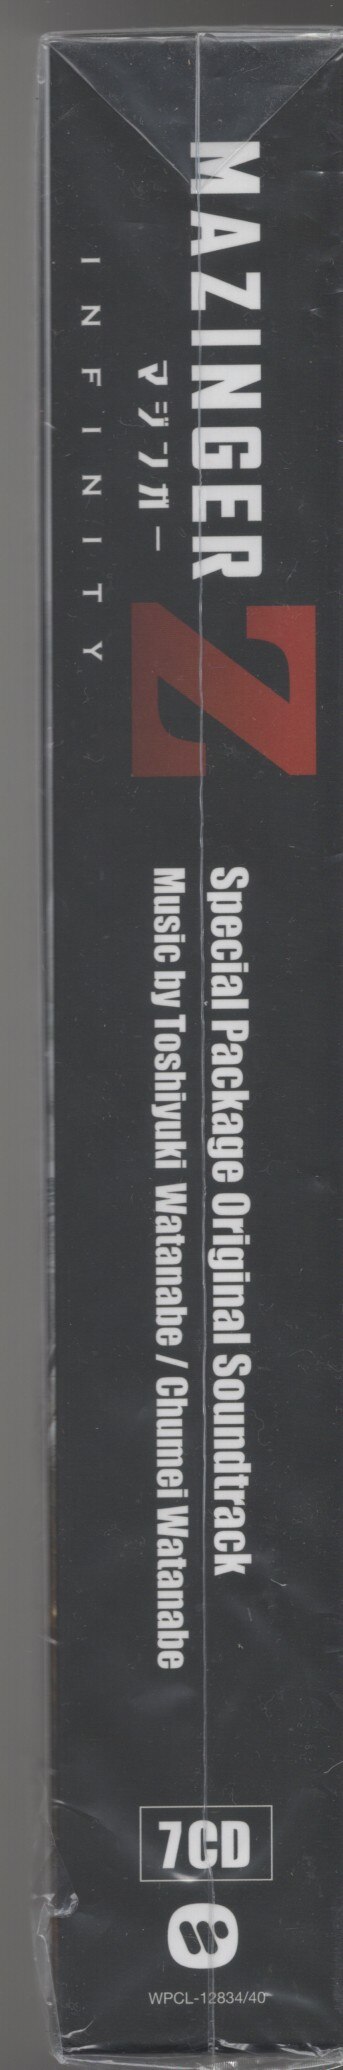 MAZINGER Z
マジンガー
INFINITY
Special Package Original Soundtrack
Music by Toshiyuki Watanabe / Chumei Watanabe
7CD
WPCL-12834/40